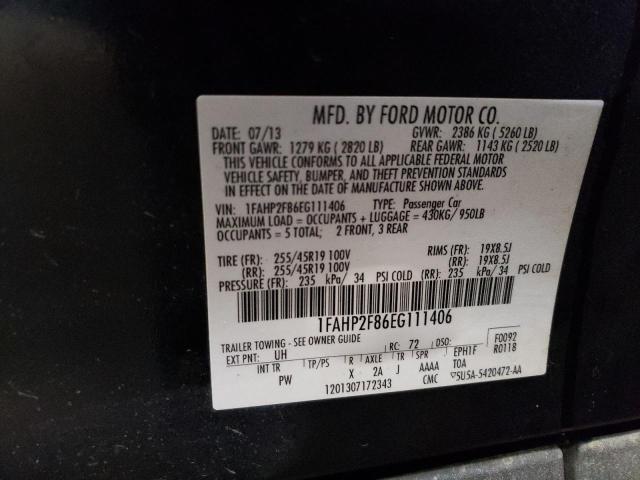 MFD. BY FORD MOTOR CO.
DATE: 07/13 GVWR: 2386 KG ( 5260 LB)
FRONT GAWR: 1279 KG ( 2820 LB) REAR GAWR: 1143 KG ( 2520 LB)
THIS VEHICLE CONFORMS TO ALL APPLICABLE FEDERAL MOTOR
VEHICLE SAFETY, BUMPER, AND THEFT PREVENTION STANDARDS
IN EFFECT ON THE DATE OF MANUFACTURE SHOWN ABOVE.
VIN: 1FAHP2F86EG111406 TYPE: Passenger Car
MAXIMUM LOAD = OCCUPANTS + LUGGAGE = 430KG/ 950LB
OCCUPANTS = 5 TOTAL: 2 FRONT, 3 REAR
TIRE (FR): 255/45R19 100V RIMS (FR): 19X8.5J
(RR): 255/45R19 100V (RR): 19X8.5J
PRESSURE (FR): 235 kPa/ 34 PSI COLD (RR): 235 kPa/ 34 PSI COLD
1FAHP2F86EG111406
TRAILER TOWING - SEE OWNER GUIDE
EXT PNT: UH RC: 72 DSO: F0092
R0118
INT TR TP/PS R AXLE TR SPR EPH1F
PW X 2A J AAAA TOA
1201307172343 CMC 5U5A-5420472-AA